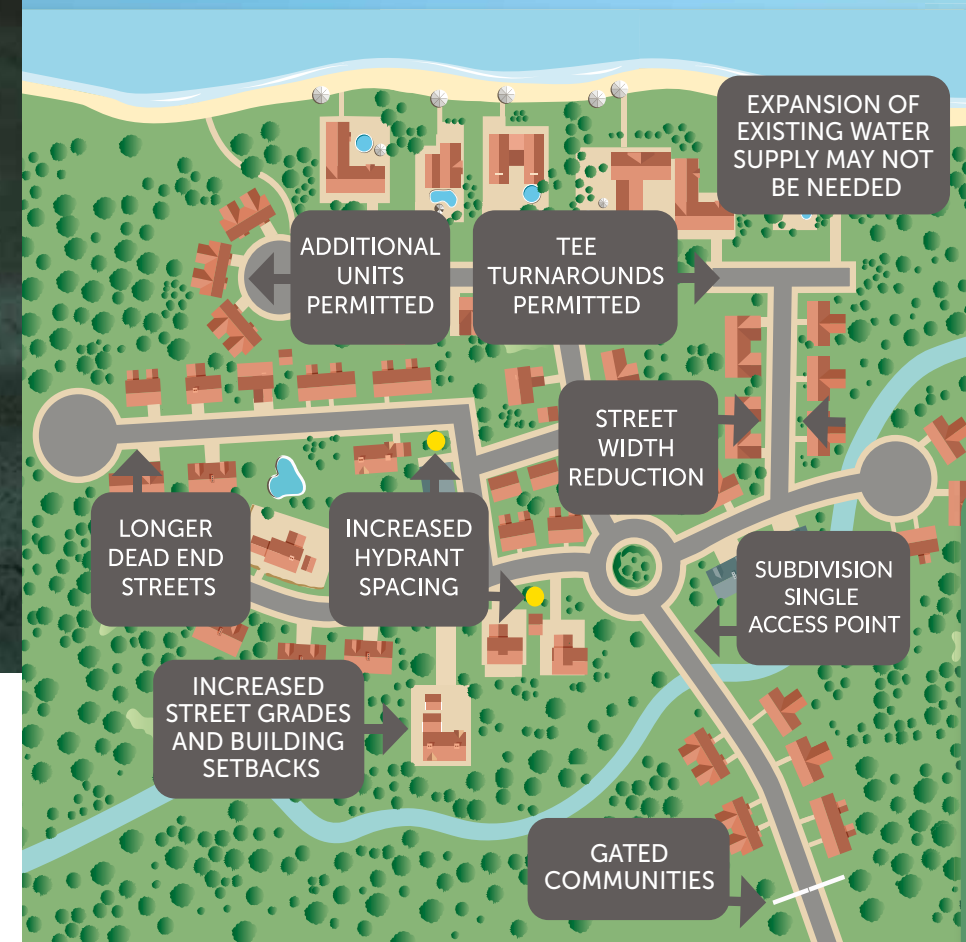 EXPANSION OF
EXISTING WATER
SUPPLY MAY NOT
BE NEEDED
ADDITIONAL
UNITS
PERMITTED
TEE
TURNAROUNDS
PERMITTED
STREET
WIDTH
REDUCTION
LONGER
DEAD END
STREETS
INCREASED
HYDRANT
SPACING
SUBDIVISION
SINGLE
ACCESS POINT
INCREASED
STREET GRADES
AND BUILDING
SETBACKS
GATED
COMMUNITIES